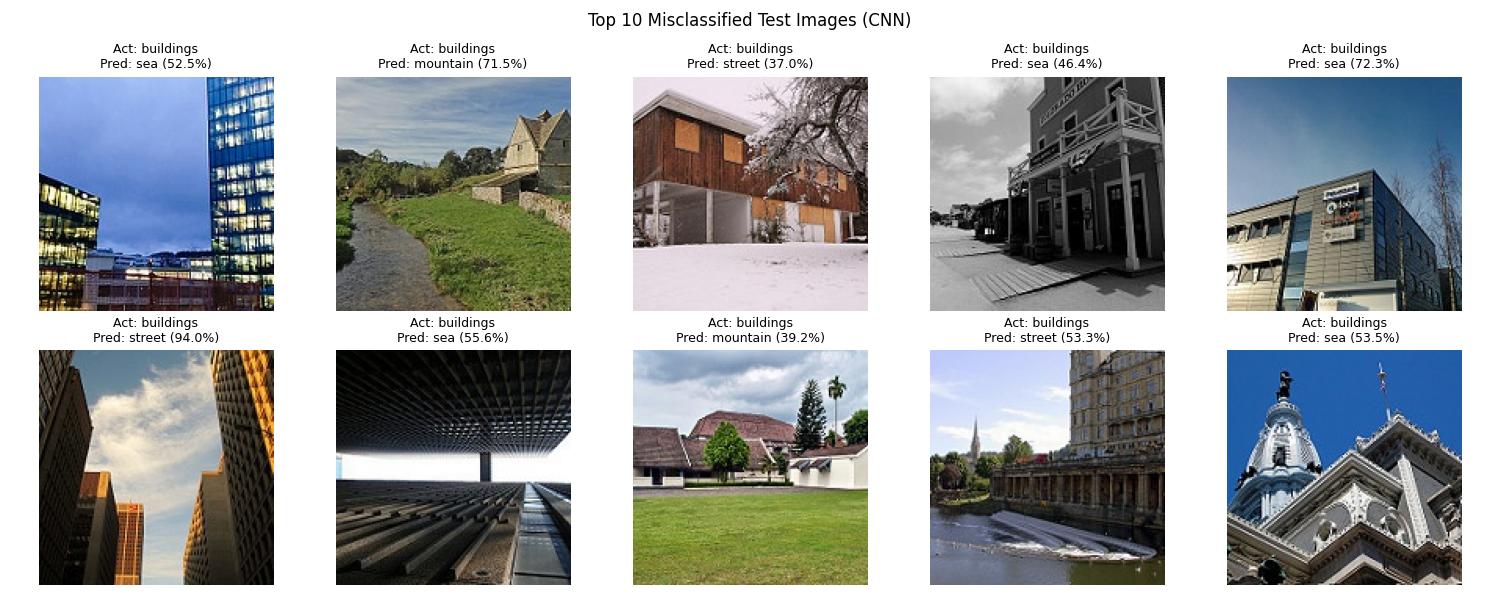 Top 10 Misclassified Test Images (CNN)
Act: buildings
Pred: sea (52.5%)
Act: buildings
Pred: mountain (71.5%)
Act: buildings
Pred: street (37.0%)
Act: buildings
Pred: sea (46.4%)
Act: buildings
Pred: sea (72.3%)
Act: buildings
Pred: street (94.0%)
Act: buildings
Pred: sea (55.6%)
Act: buildings
Pred: mountain (39.2%)
Act: buildings
Pred: street (53.3%)
Act: buildings
Pred: sea (53.5%)